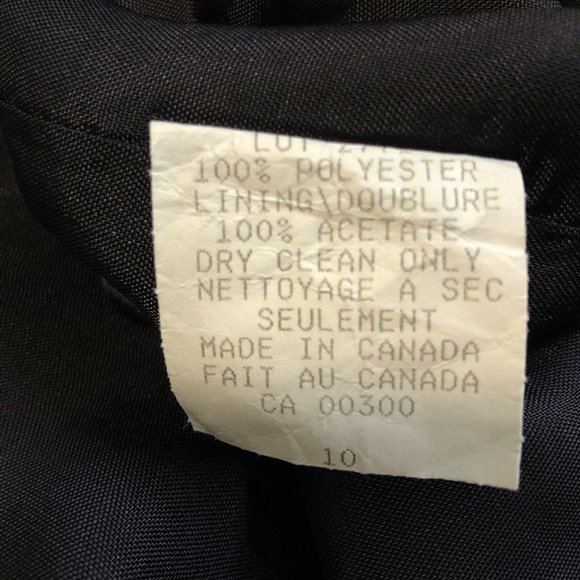 LOT
100% POLYESTER
LINING\DOUBLURE
100% ACETATE
DRY CLEAN ONLY
NETTOYAGE A SEC
SEULEMENT
MADE IN CANADA
FAIT AU CANADA
CA 00300
10